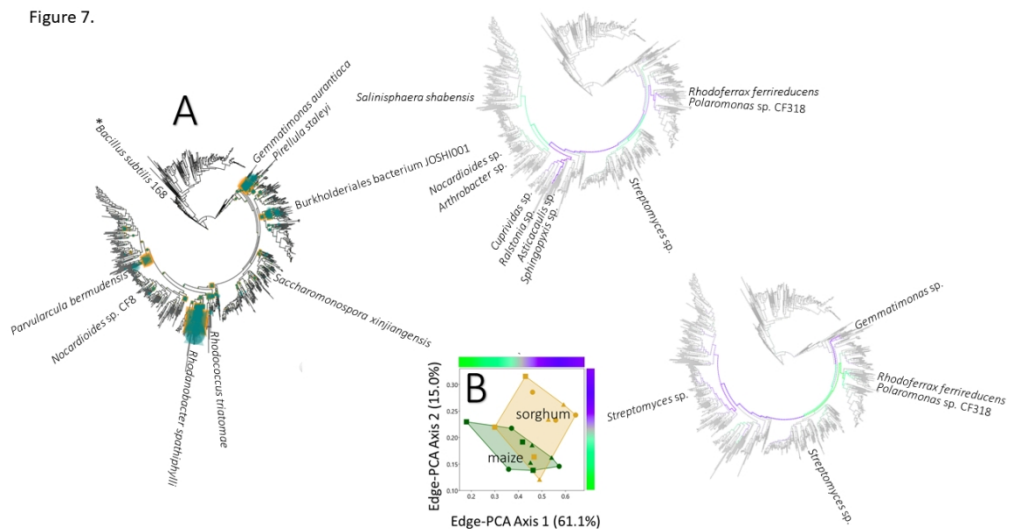 Figure 7.
A
*Bacillus subtilis 168
Gemmatimonas aurantiaca
Pirellula staleyi
Burkholderiales bacterium JOSHI001
Saccharomonospora xinjiangensis
Rhodococcus triatomae
Rhodanobacter spathiphylli
Nocardioides sp. CF8
Parvularcula bermudensis
Salinisphaera shabensis
Rhodoferrax ferrireducens
Polaromonas sp. CF318
Nocardioides sp.
Arthrobacter sp.
Cuprividas sp.
Ralstonia sp.
Asticacaulis sp.
Sphingopyxis sp.
Streptomyces sp.
B
Edge-PCA Axis 2 (15.0%)
0.30
0.25
0.20
0.15
0.10
sorghum
maize
0.2 0.3 0.4 0.5 0.6
Edge-PCA Axis 1 (61.1%)
Gemmatimonas sp.
Rhodoferrax ferrireducens
Polaromonas sp. CF318
Streptomyces sp.
Streptomyces sp.